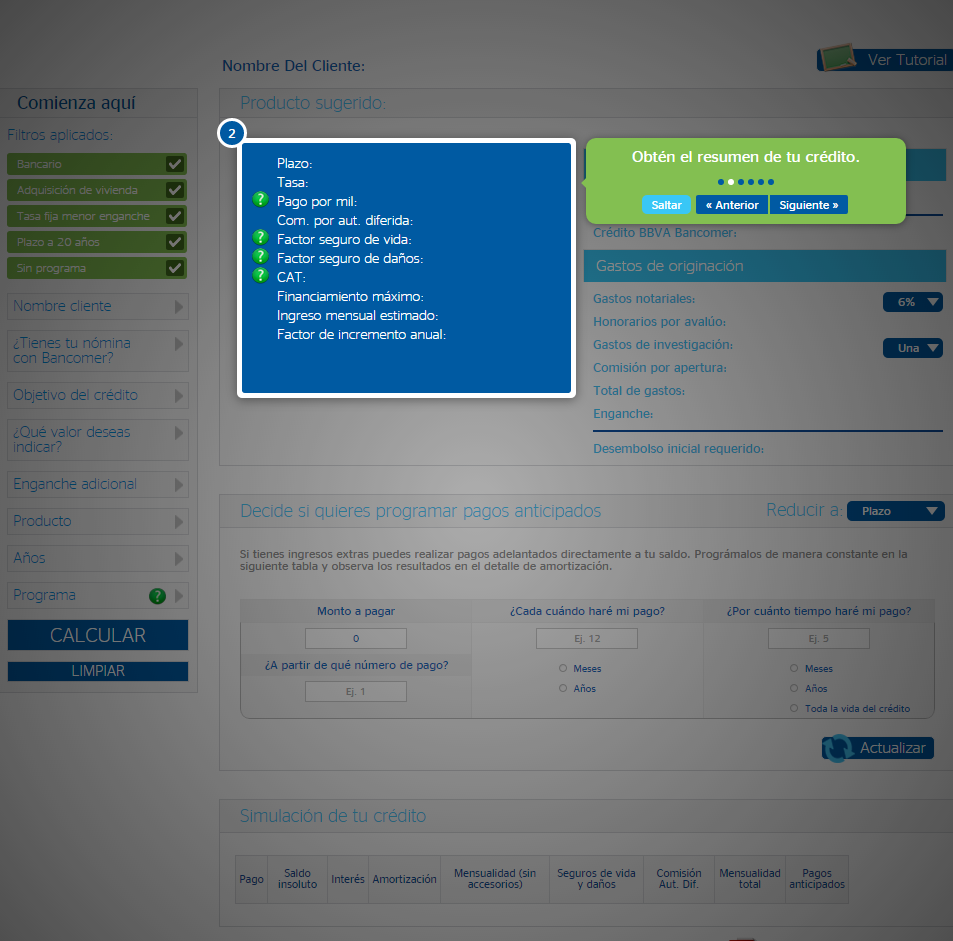 Nombre Del Cliente:
Ver Tutorial
Comienza aquí
Filtros aplicados:
Bancario
Adquisición de vivienda
Tasa fija menor enganche
Plazo a 20 años
Sin programa
Nombre cliente
¿Tienes tu nómina
con Bancomer?
Objetivo del crédito
¿Qué valor deseas
indicar?
Enganche adicional
Producto
Años
Programa ?
CALCULAR
LIMPIAR
Producto sugerido:
2
Plazo:
Tasa:
? Pago por mil:
Com. por aut. diferida:
? Factor seguro de vida:
? Factor seguro de daños:
? CAT:
Financiamiento máximo:
Ingreso mensual estimado:
Factor de incremento anual:
Obtén el resumen de tu crédito.
Saltar « Anterior Siguiente »
Crédito BBVA Bancomer:
Gastos de originación
Gastos notariales: 6%
Honorarios por avalúo:
Gastos de investigación: Una
Comisión por apertura:
Total de gastos:
Enganche:
Desembolso inicial requerido:
Decide si quieres programar pagos anticipados Reducir a: Plazo
Si tienes ingresos extras puedes realizar pagos adelantados directamente a tu saldo. Prográmalos de manera constante en la
siguiente tabla y observa los resultados en el detalle de amortización.
Monto a pagar ¿Cada cuándo haré mi pago? ¿Por cuánto tiempo haré mi pago?
0 Ej. 12 Ej. 5
¿A partir de qué número de pago? Meses Meses
Ej. 1 Años Años
Toda la vida del crédito
Actualizar
Simulación de tu crédito
Pago Saldo insoluto Interés Amortización Mensualidad (sin accesorios) Seguros de vida y daños Comisión Aut. Dif. Mensualidad total Pagos anticipados